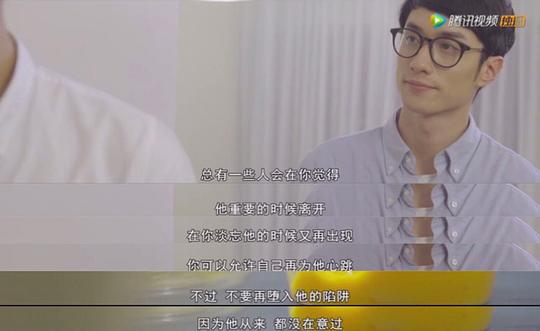 腾讯视频 独播
总有一些人会在你觉得
他重要的时候离开
在你淡忘他的时候又再出现
你可以允许自己再为他心跳
不过 不要再堕入他的陷阱
因为他从来 都没在意过